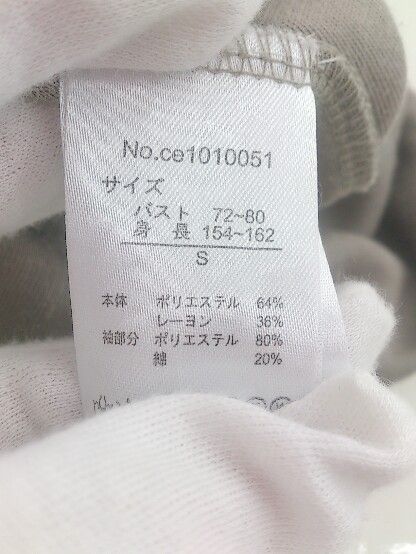 No.ce1010051
サイズ
バスト 72~80
身長 154~162
S
本体 ポリエステル 64%
レーヨン 36%
袖部分 ポリエステル 80%
綿 20%